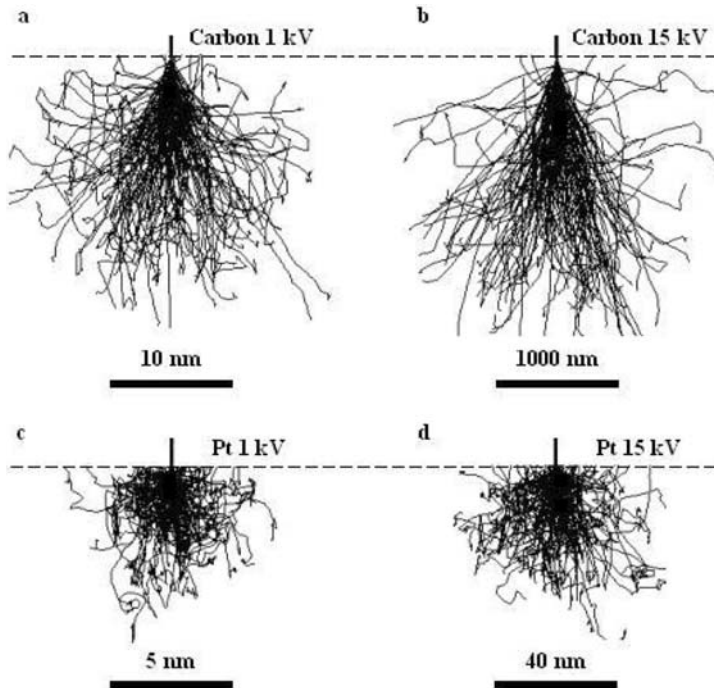 a
Carbon 1 kV
b
Carbon 15 kV
10 nm
1000 nm
c
Pt 1 kV
d
Pt 15 kV
5 nm
40 nm